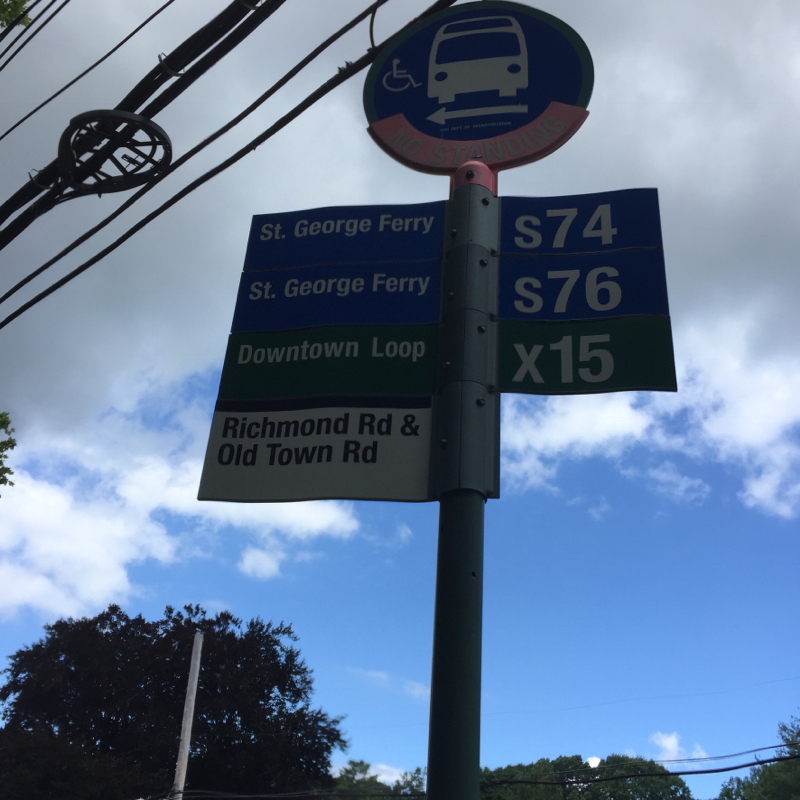 NO STANDING
St. George Ferry S74
St. George Ferry S76
Downtown Loop X15
Richmond Rd &
Old Town Rd